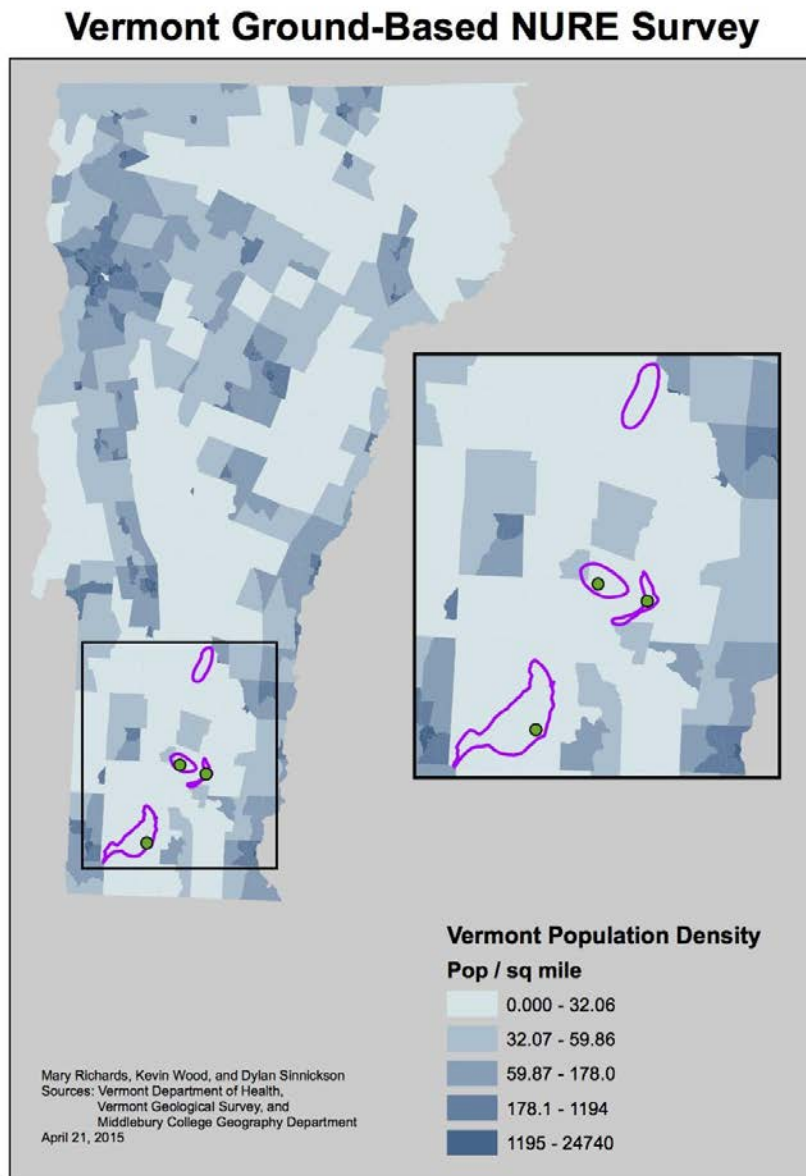 Vermont Ground-Based NURE Survey
Vermont Population Density
Pop / sq mile
0.000 - 32.06
32.07 - 59.86
59.87 - 178.0
178.1 - 1194
1195 - 24740
Mary Richards, Kevin Wood, and Dylan Sinnickson
Sources: Vermont Department of Health,
Vermont Geological Survey, and
Middlebury College Geography Department
April 21, 2015